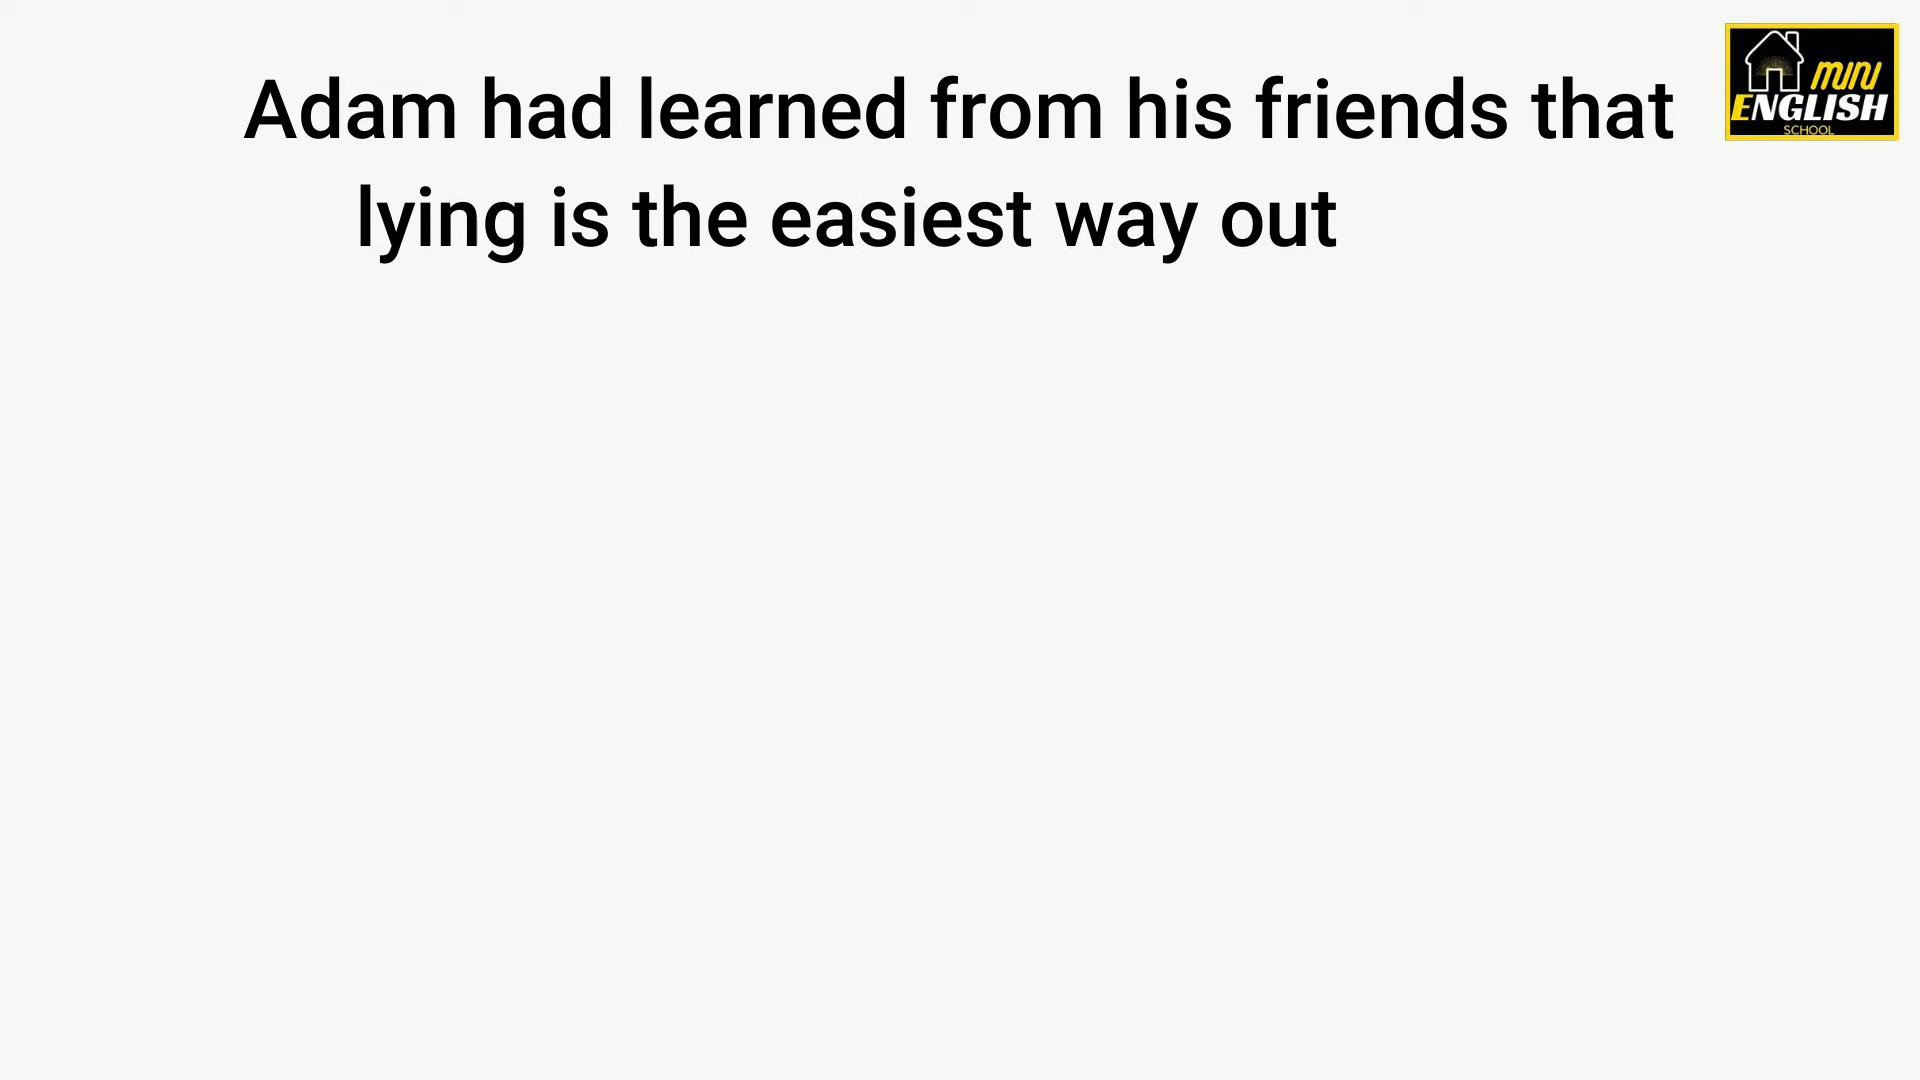 Adam had learned from his friends that
lying is the easiest way out
mini
ENGLISH
SCHOOL